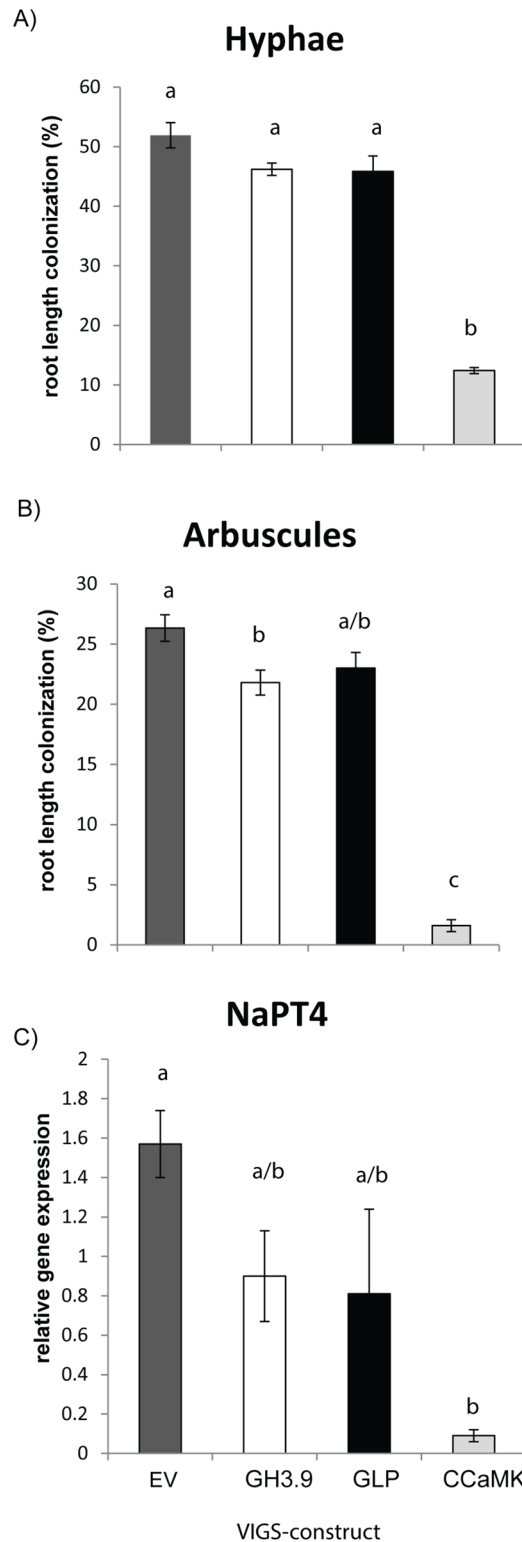 A)
Hyphae
root length colonization (%)
60
50
40
30
20
10
0
a
a
a
b
B)
Arbuscules
root length colonization (%)
30
25
20
15
10
5
0
a
b
a/b
c
NaPT4
C)
relative gene expression
2
1.8
1.6
1.4
1.2
1
0.8
0.6
0.4
0.2
0
a
a/b
a/b
b
EV GH3.9 GLP CCaMK
VIGS-construct